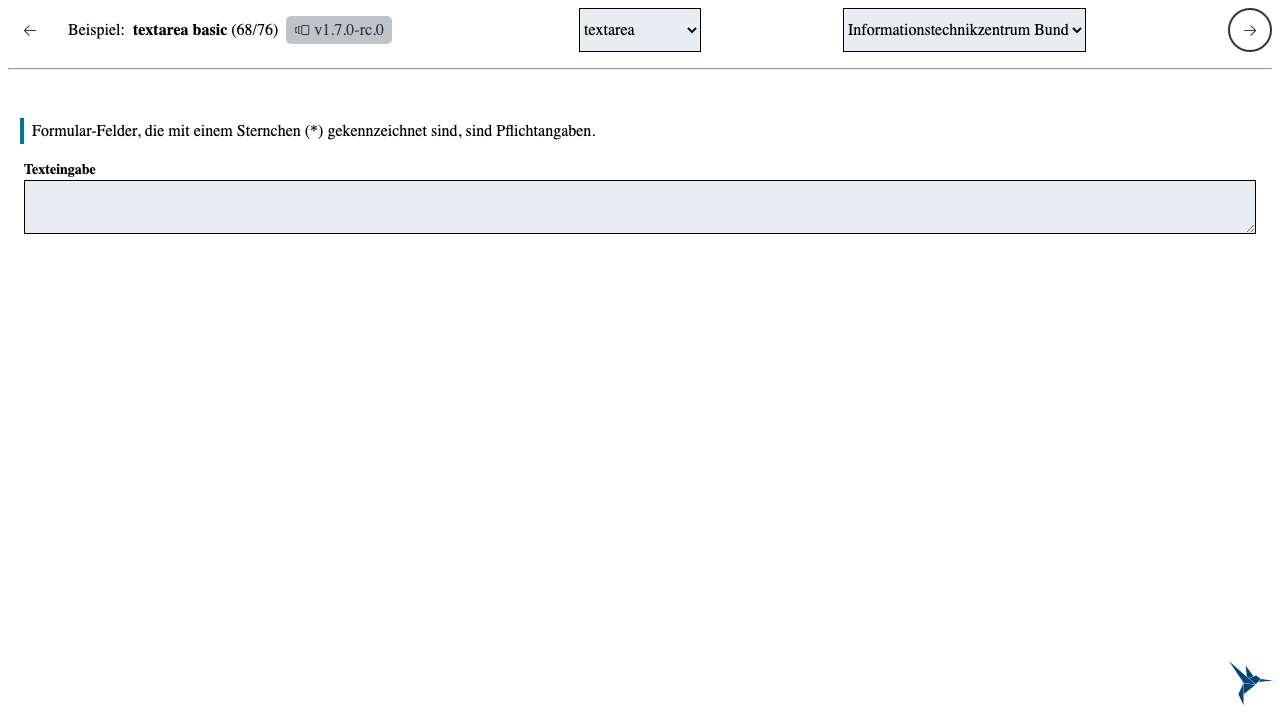 Beispiel: textarea basic (68/76) v1.7.0-rc.0 textarea Informationstechnikzentrum Bund
Formular-Felder, die mit einem Sternchen (*) gekennzeichnet sind, sind Pflichtangaben.
Texteingabe